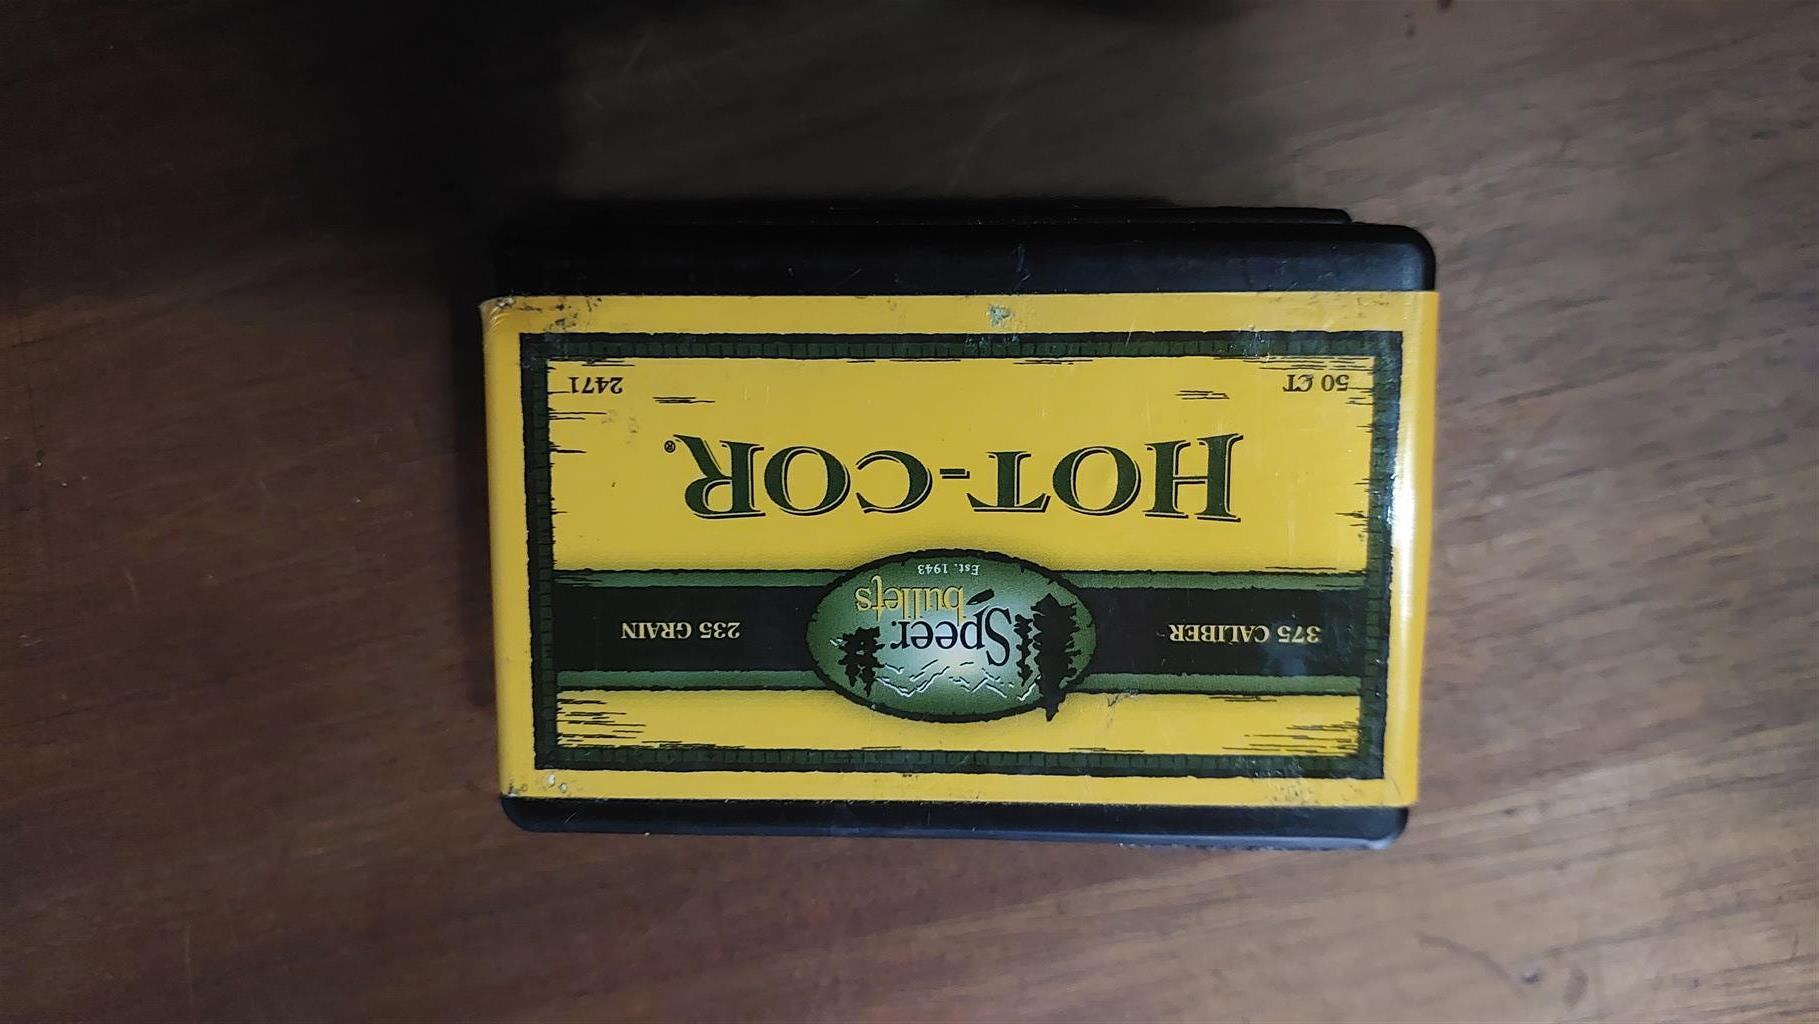 375 CALIBER
Speer®
bullets
Est. 1943
235 GRAIN
HOT-COR®
50 CT
2471